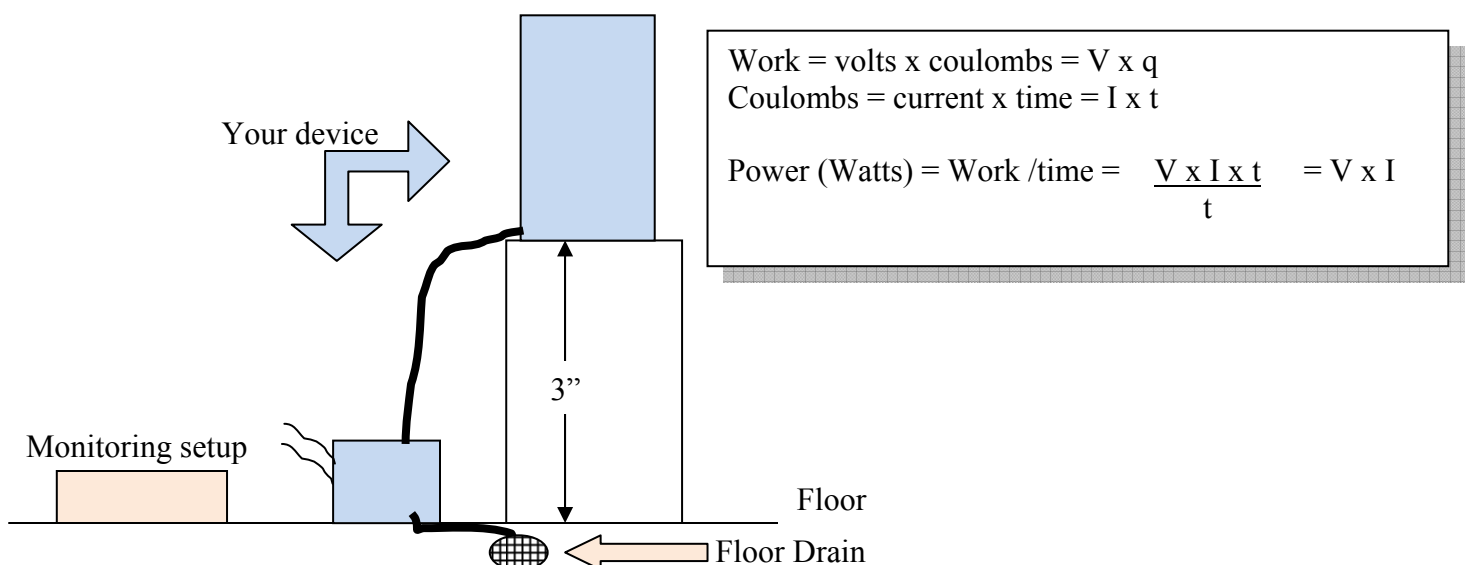 Your device
Work = volts x coulombs = V x q
Coulombs = current x time = I x t
Power (Watts) = Work /time = V x I x t = V x I
t
3”
Monitoring setup
Floor
Floor Drain